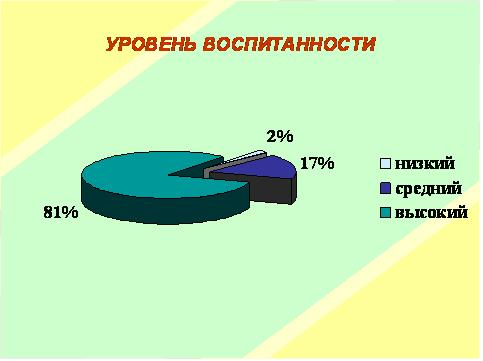 УРОВЕНЬ ВОСПИТАННОСТИ
2%
17%
81%
низкий
средний
высокий